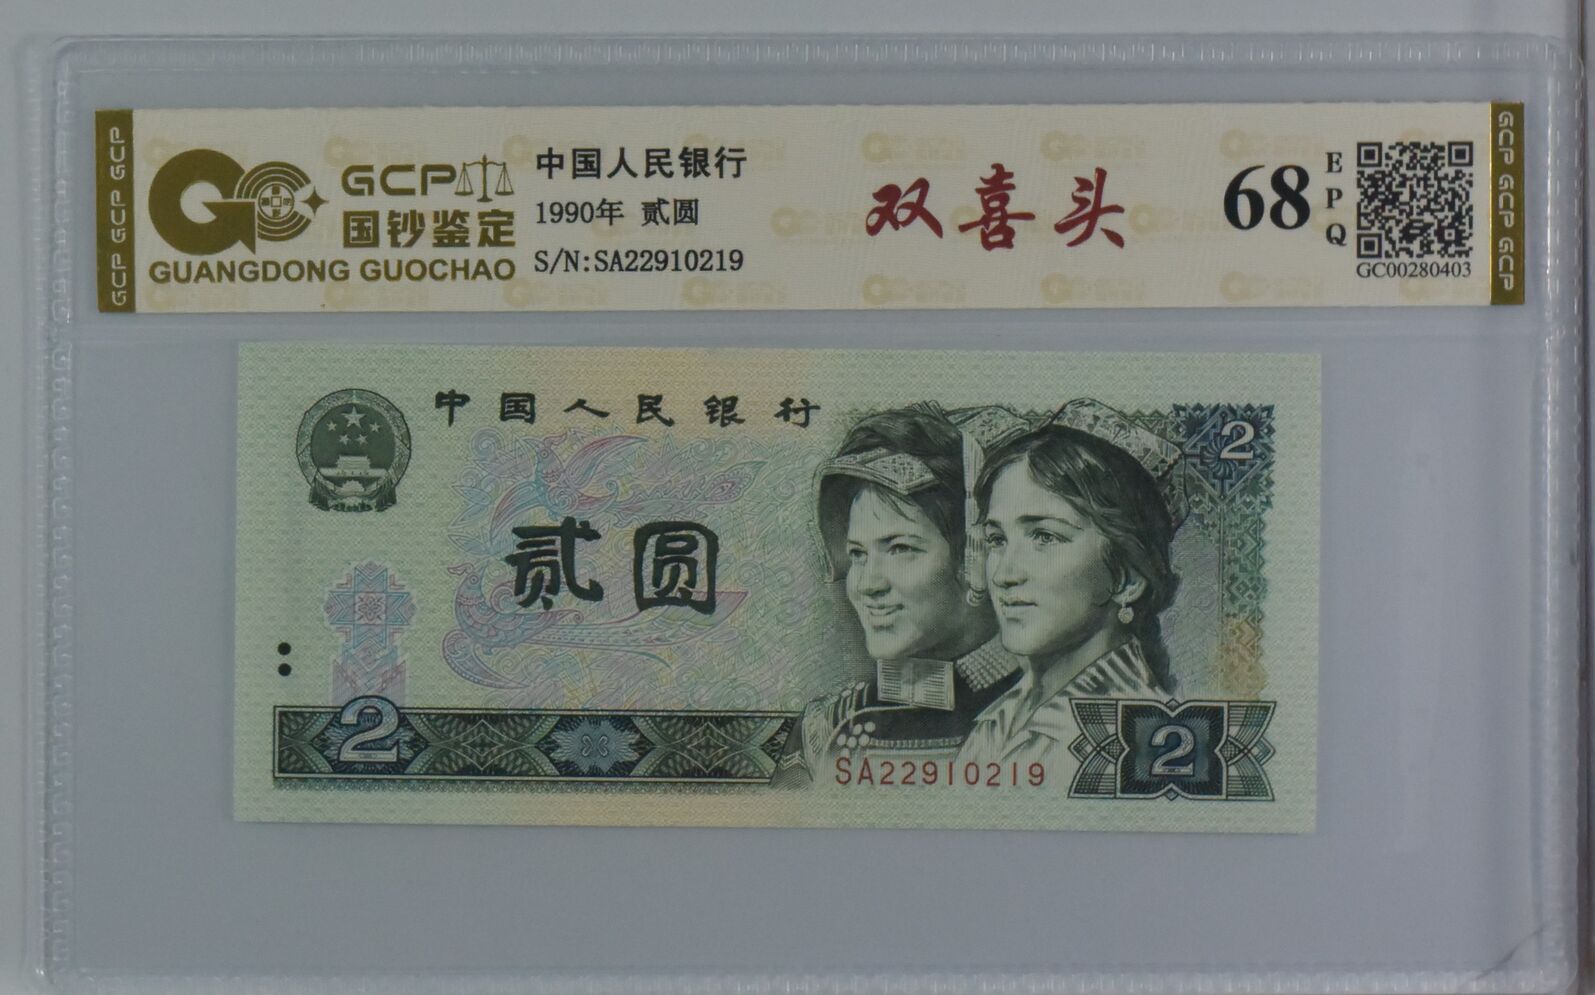 GCP GCP GCP
GCP
国钞鉴定
GUANGDONG GUOCHAO
中国人民银行
1990年 贰圆
S/N:SA22910219
双喜头
68
EPQ
GC00280403
GCP GCP GCP
中国人民银行
2
贰圆
2
SA22910219
2